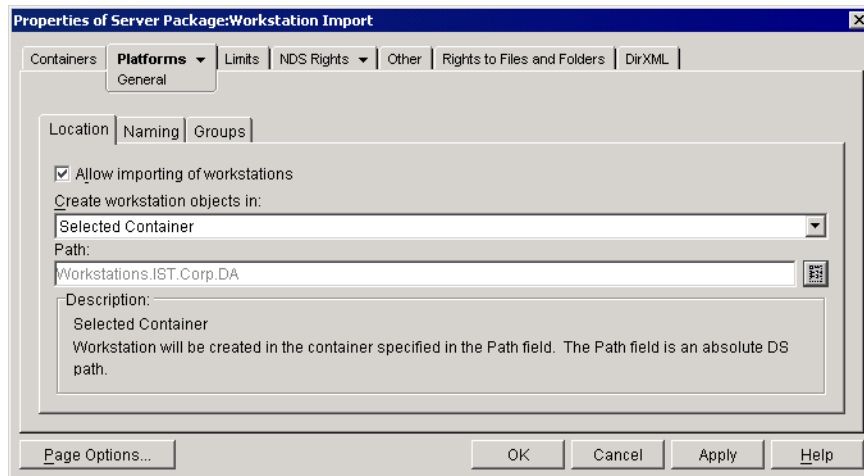 Properties of Server Package:Workstation Import
Containers Platforms Limits NDS Rights Other Rights to Files and Folders DirXML
General
Location Naming Groups
Allow importing of workstations
Create workstation objects in:
Selected Container
Path:
Workstations.IST.Corp.DA
Description:
Selected Container
Workstation will be created in the container specified in the Path field. The Path field is an absolute DS
path.
Page Options... OK Cancel Apply Help